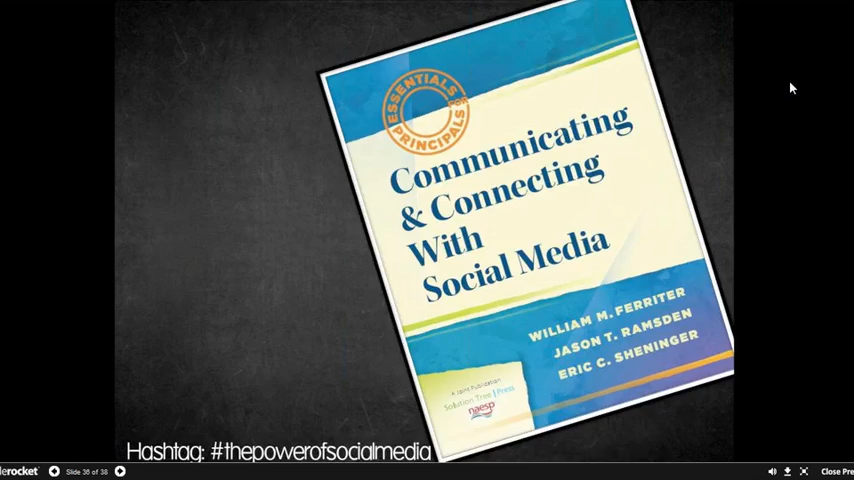 ESSENTIALS
FOR
PRINCIPALS
Communicating
& Connecting
With
Social Media
WILLIAM M. FERRITER
JASON T. RAMSDEN
ERIC C. SHENINGER
A Joint Publication
Solution Tree | Press
naesp
Hashtag: #thepowerofsocialmedia
lerocket
Slide 36 of 38
Close Pre